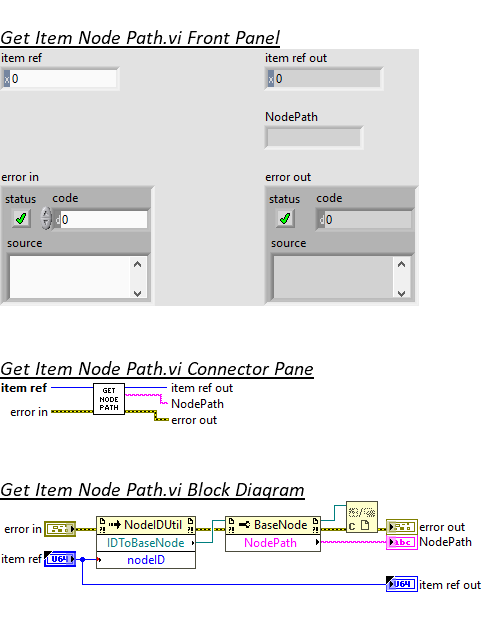 Get Item Node Path.vi Front Panel
item ref
item ref out
x 0
x 0
NodePath
error in
error out
status code
status code
d 0
d 0
source
source
Get Item Node Path.vi Connector Pane
item ref
item ref out
GET NODE PATH
NodePath
error in
error out
Get Item Node Path.vi Block Diagram
error in
NodeIDUtil
BaseNode
C
error out
IDToBaseNode
NodePath
abc
NodePath
item ref
U64
nodeID
U64
item ref out